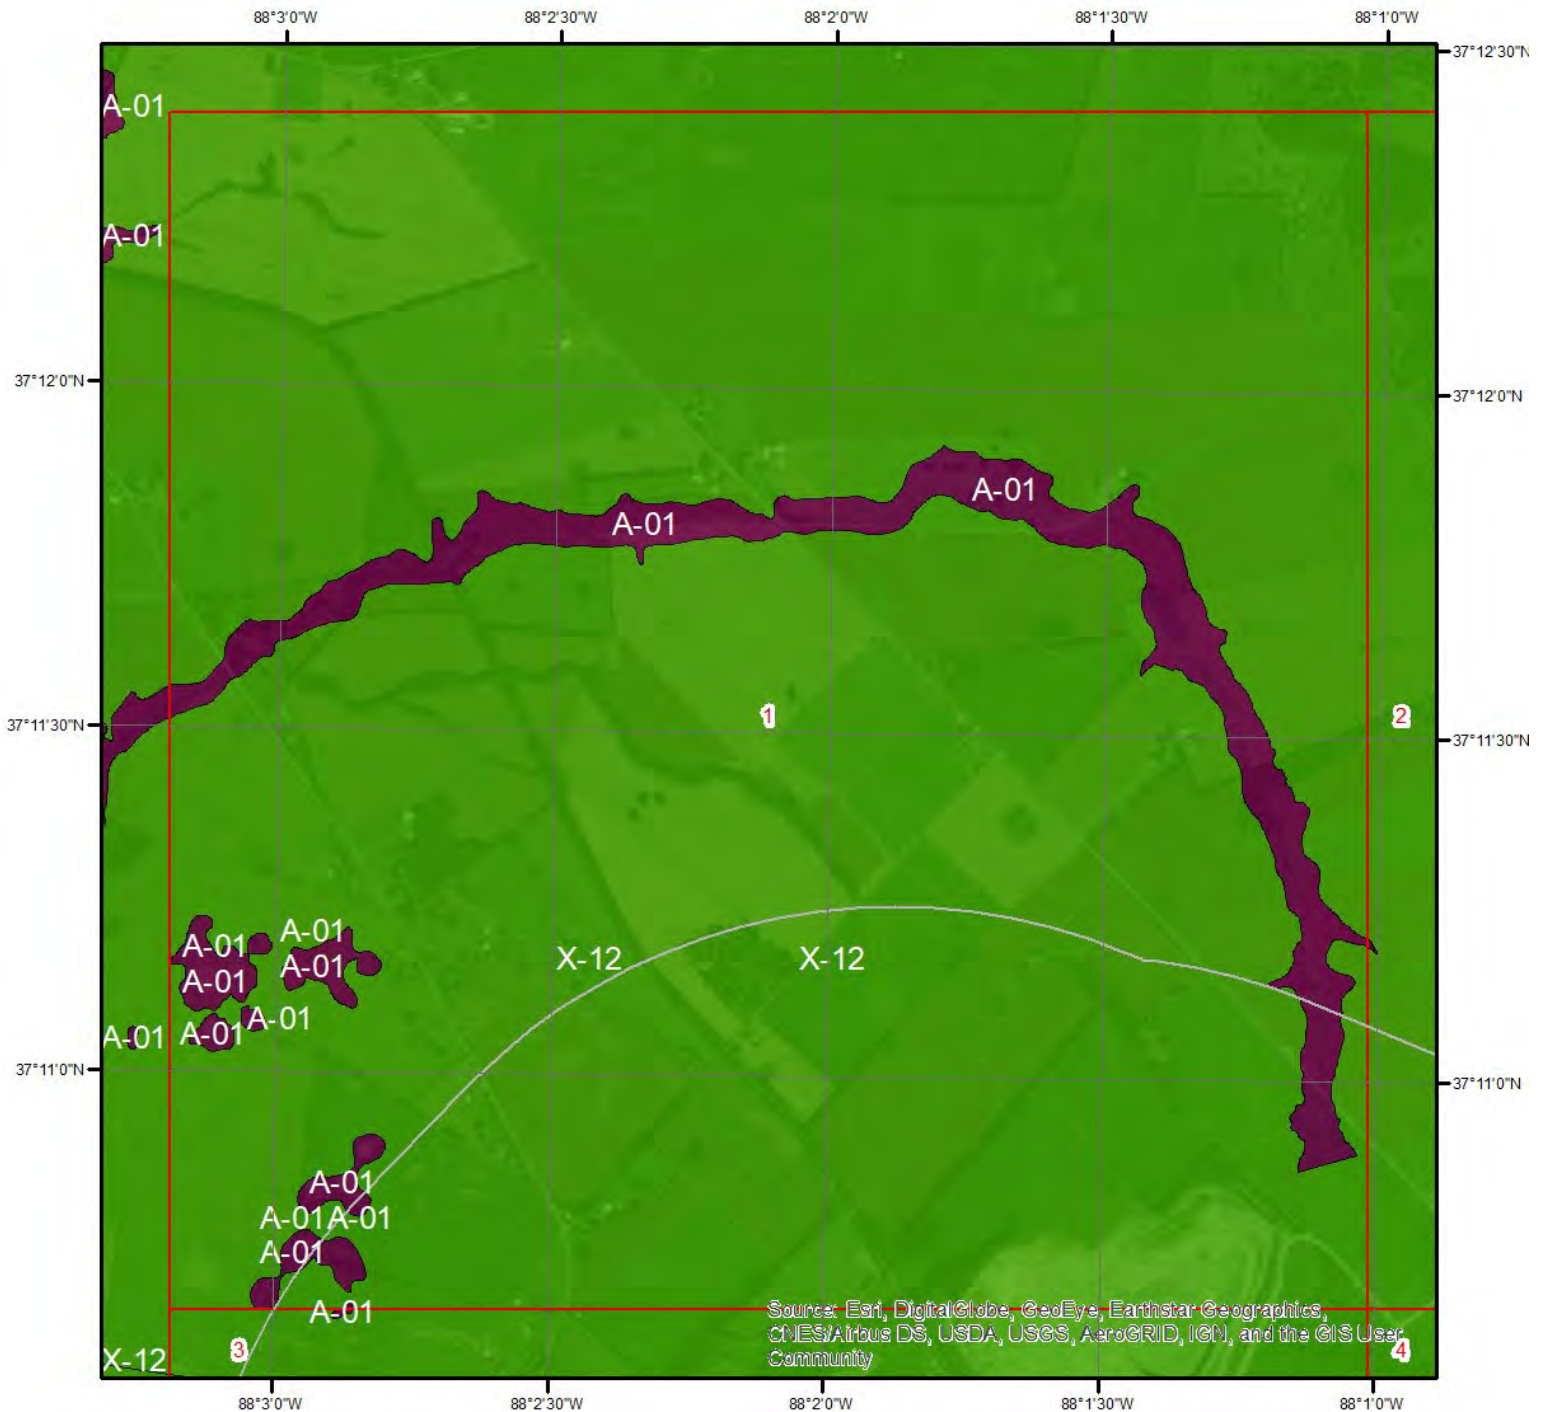 88°3'0"W 88°2'30"W 88°2'0"W 88°1'30"W 88°1'0"W
37°12'30"N
A-01
A-01
37°12'0"N
37°12'0"N
A-01
A-01
1
2
37°11'30"N
37°11'30"N
A-01
A-01
A-01
A-01
A-01
A-01
A-01
X-12
X-12
A-01
37°11'0"N
37°11'0"N
A-01
A-01
A-01
A-01
A-01
Source: Esri, DigitalGlobe, GeoEye, Earthstar Geographics,
CNES/Airbus DS, USDA, USGS, AeroGRID, IGN, and the GIS User
Community
3
4
X-12
88°3'0"W 88°2'30"W 88°2'0"W 88°1'30"W 88°1'0"W